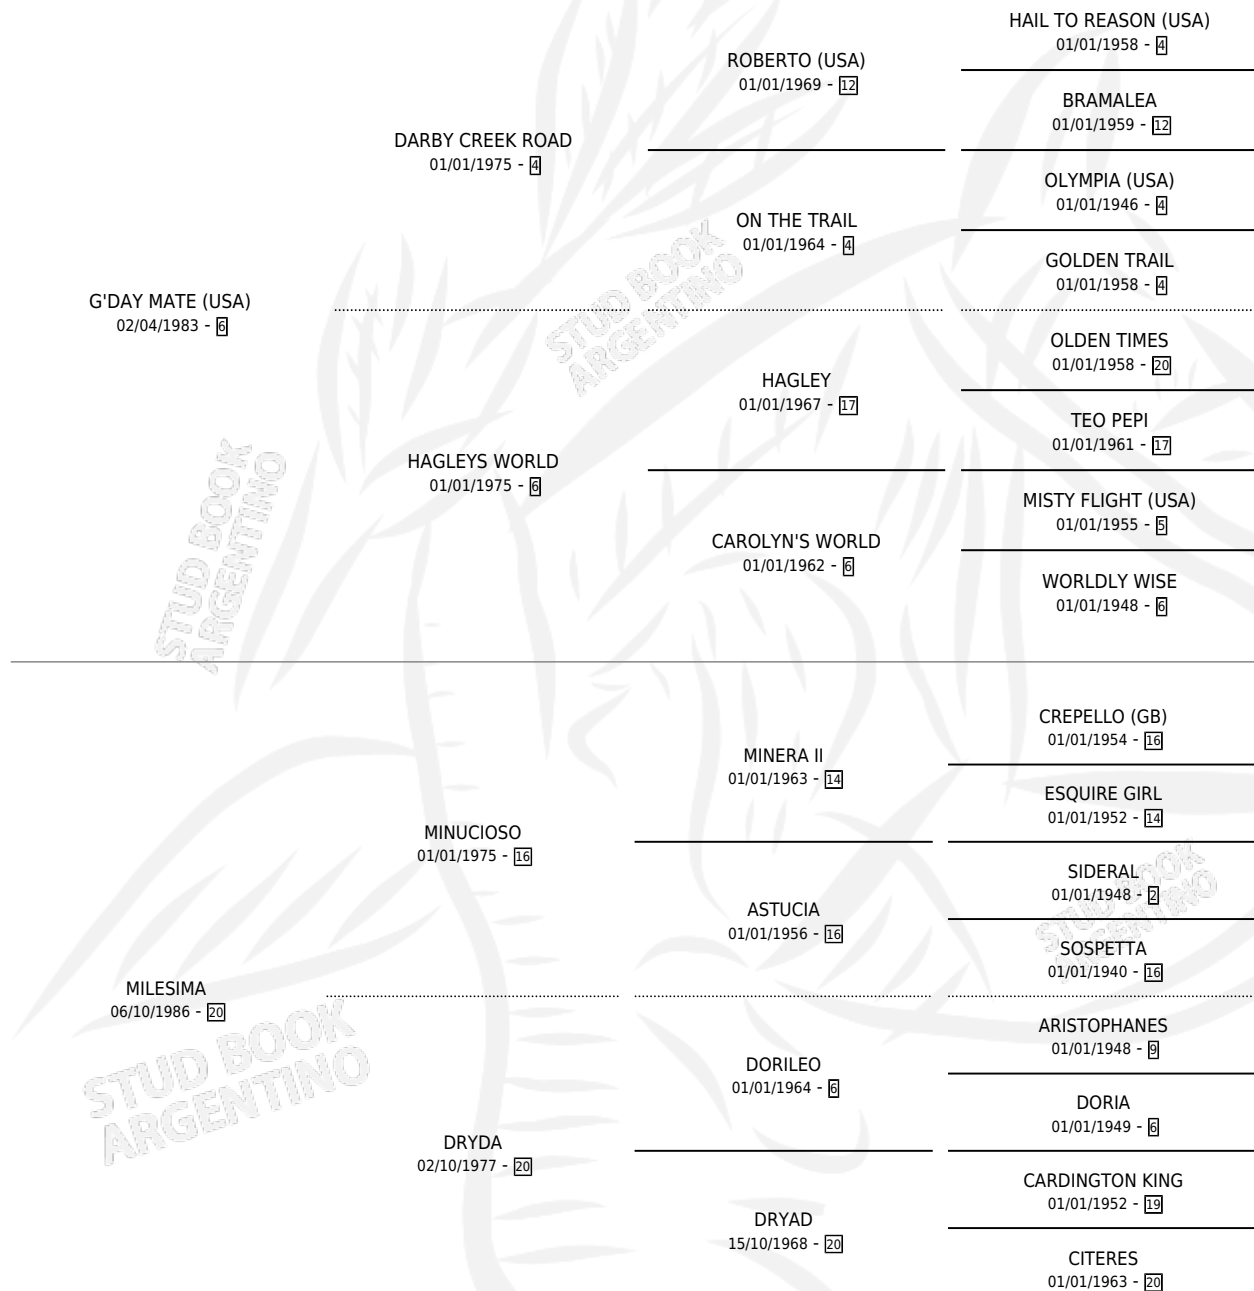 HAIL TO REASON (USA)
01/01/1958 - 4
ROBERTO (USA)
01/01/1969 - 12
BRAMALEA
01/01/1959 - 12
DARBY CREEK ROAD
01/01/1975 - 4
OLYMPIA (USA)
01/01/1946 - 4
ON THE TRAIL
01/01/1964 - 4
GOLDEN TRAIL
01/01/1958 - 4
G'DAY MATE (USA)
02/04/1983 - 6
OLDEN TIMES
01/01/1958 - 20
HAGLEY
01/01/1967 - 17
TEO PEPI
01/01/1961 - 17
HAGLEYS WORLD
01/01/1975 - 6
MISTY FLIGHT (USA)
01/01/1955 - 5
CAROLYN'S WORLD
01/01/1962 - 6
WORLDLY WISE
01/01/1948 - 6
STUD BOOK
ARGENTINO
STUD BOOK
ARGENTINO
CREPELLO (GB)
01/01/1954 - 16
MINERA II
01/01/1963 - 14
ESQUIRE GIRL
01/01/1952 - 14
MINUCIOSO
01/01/1975 - 16
SIDERAL
01/01/1948 - 2
ASTUCIA
01/01/1956 - 16
SOSPETTA
01/01/1940 - 16
MILESIMA
06/10/1986 - 20
ARISTOPHANES
01/01/1948 - 9
DORILEO
01/01/1964 - 6
DORIA
01/01/1949 - 6
DRYDA
02/10/1977 - 20
CARDINGTON KING
01/01/1952 - 19
DRYAD
15/10/1968 - 20
CITERES
01/01/1963 - 20
STUD BOOK
ARGENTINO
STUD BOOK
ARGENTINO